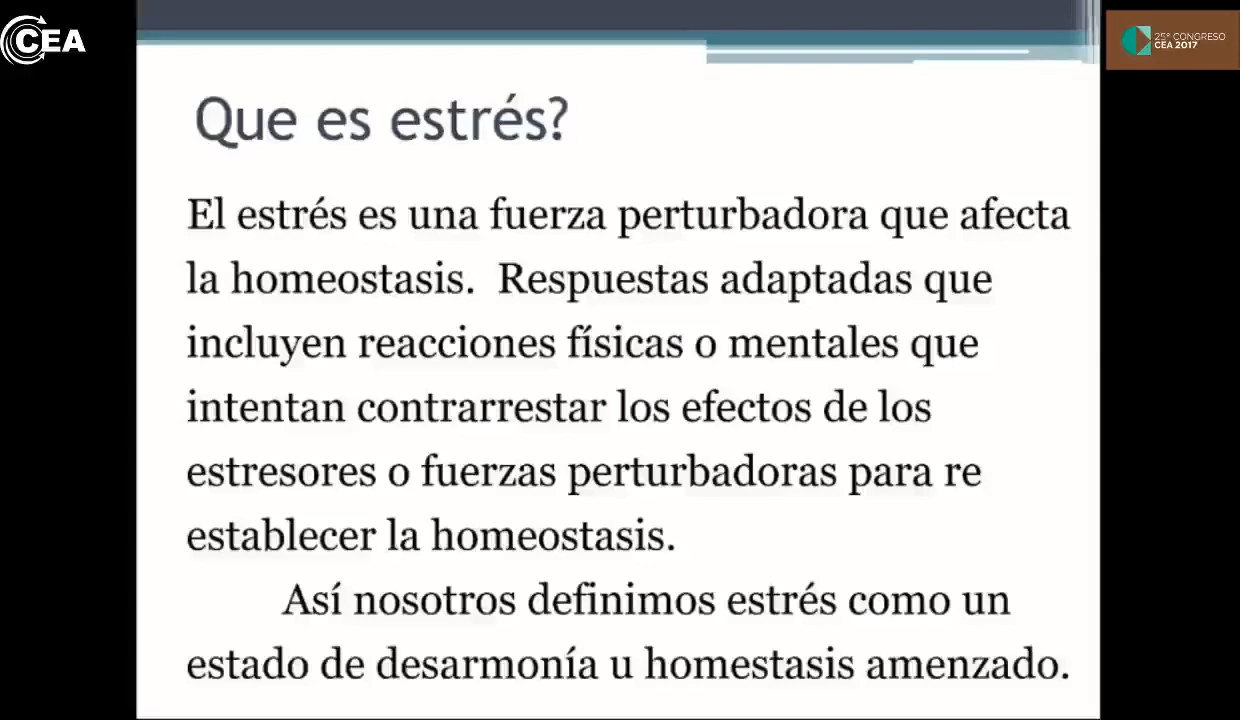 CEA
25º CONGRESO
CEA 2017
Que es estrés?
El estrés es una fuerza perturbadora que afecta
la homeostasis. Respuestas adaptadas que
incluyen reacciones físicas o mentales que
intentan contrarrestar los efectos de los
estresores o fuerzas perturbadoras para re
establecer la homeostasis.
Así nosotros definimos estrés como un
estado de desarmonía u homestasis amenzado.